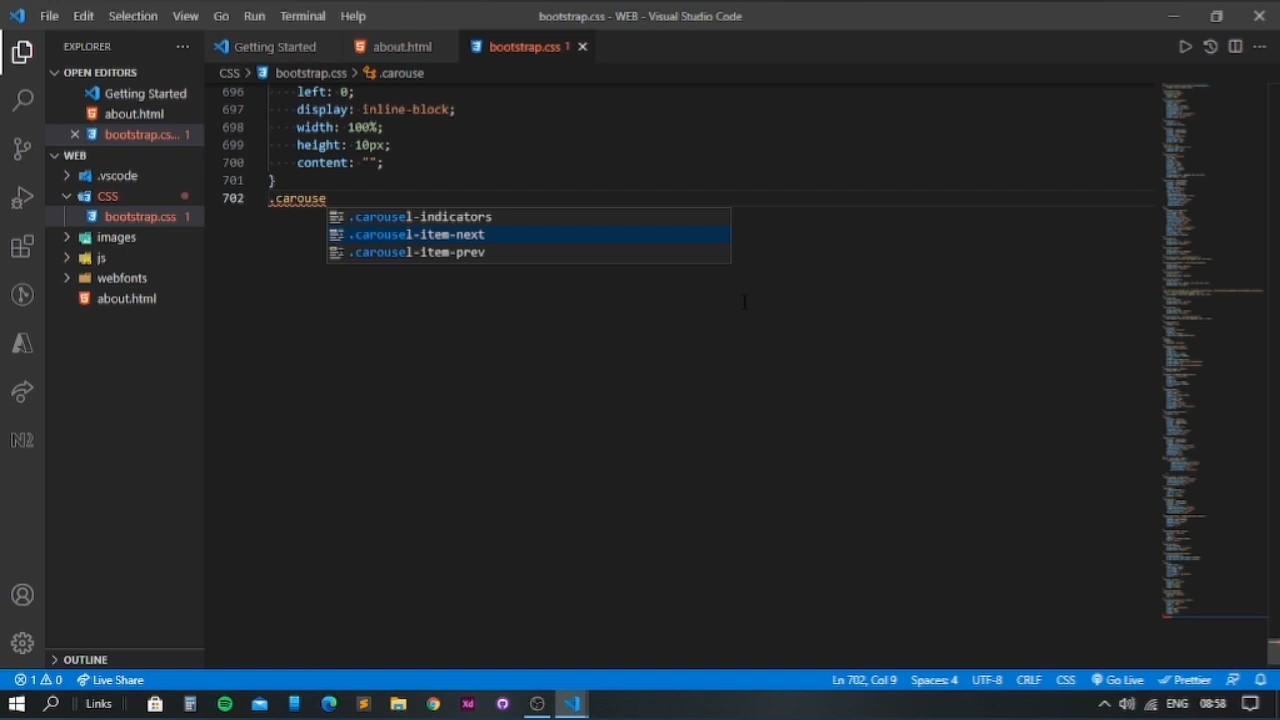 File Edit Selection View Go Run Terminal Help
bootstrap.css - WEB - Visual Studio Code
EXPLORER
Getting Started
about.html
bootstrap.css 1
OPEN EDITORS
Getting Started
about.html
bootstrap.cs... 1
WEB
.vscode
CSS
bootstrap.css 1
images
js
webfonts
about.html
OUTLINE
CSS > bootstrap.css > .carouse
696 left: 0;
697 display: inline-block;
698 width: 100%;
699 height: 10px;
700 content: "";
701 }
702 .carouse
.carousel-indicators
.carousel-item-next
.carousel-item-prev
1 0 Live Share
Ln 702, Col 9 Spaces: 4 UTF-8 CRLF CSS Go Live Prettier
Links
ENG 08:58